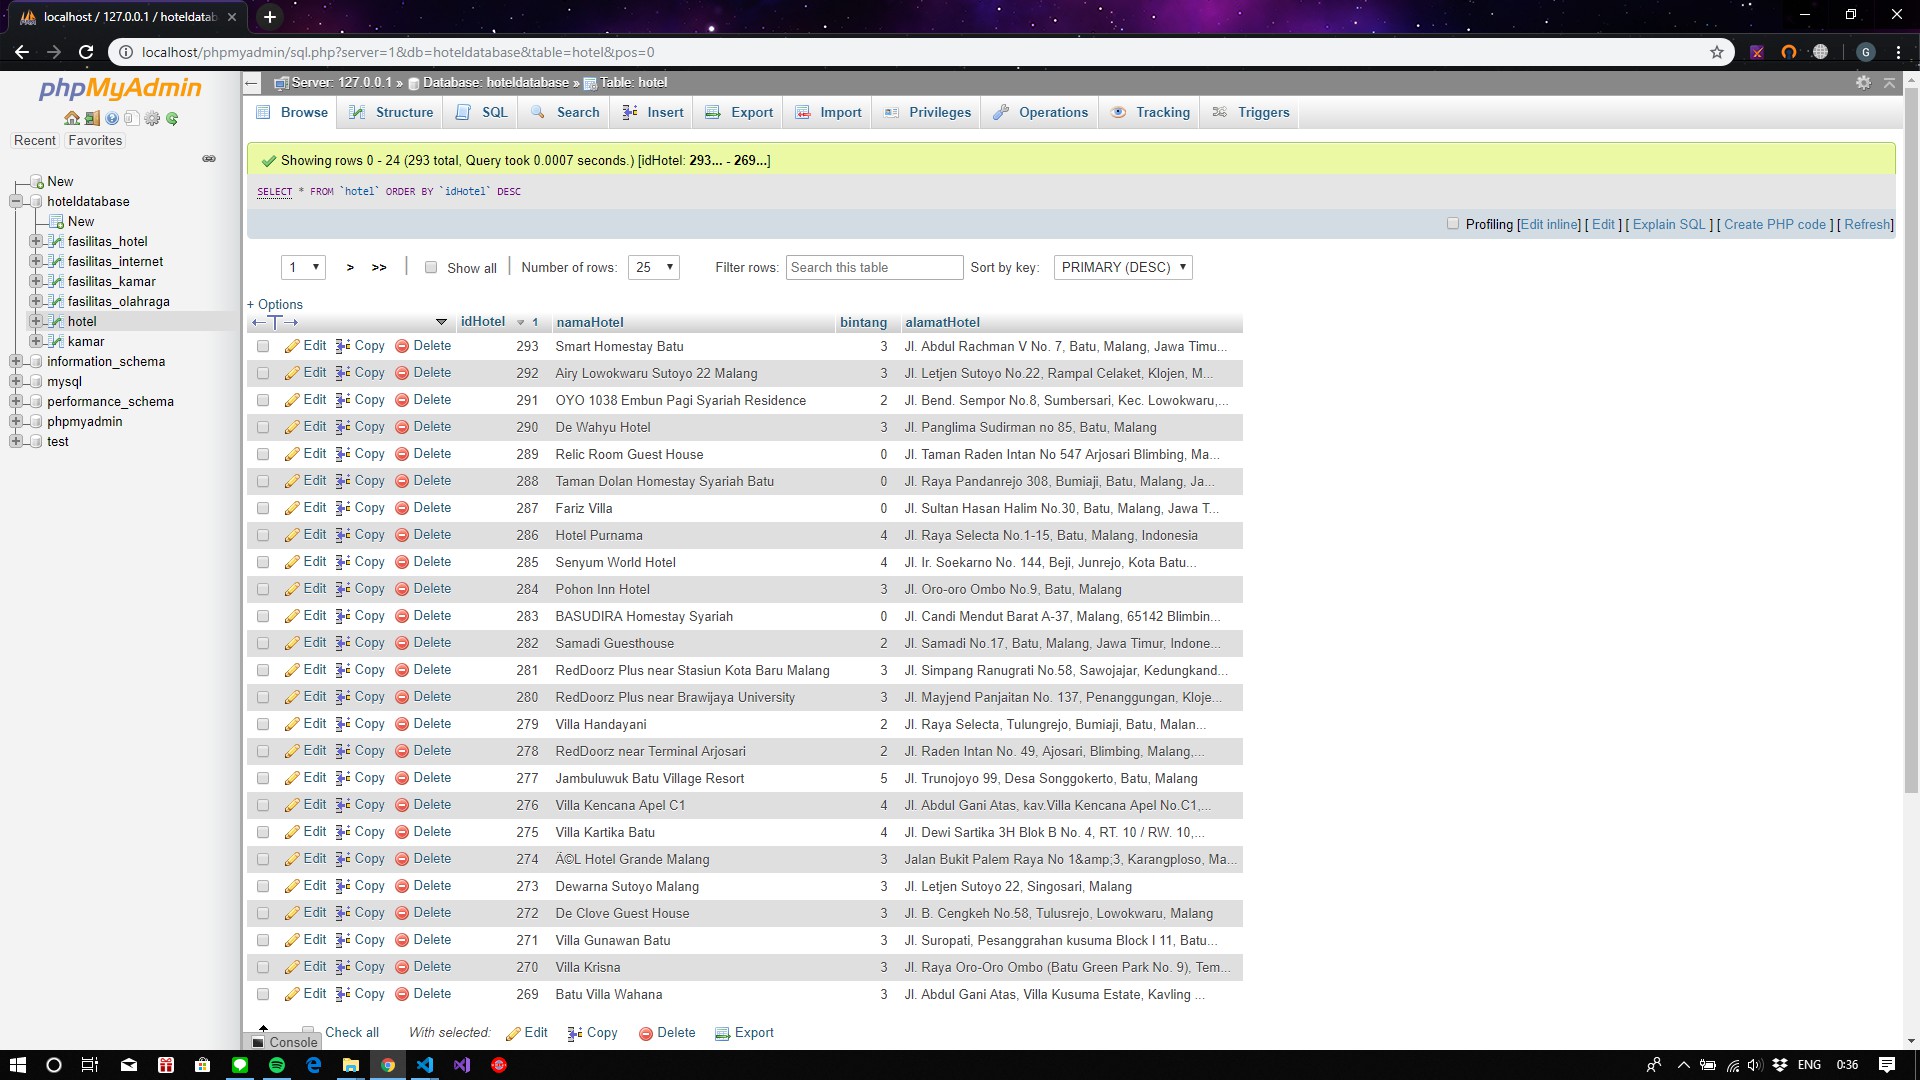 localhost / 127.0.0.1 / hoteldatab
localhost/phpmyadmin/sql.php?server=1&db=hoteldatabase&table=hotel&pos=0
G
phpMyAdmin
Recent Favorites
New
hoteldatabase
New
fasilitas_hotel
fasilitas_internet
fasilitas_kamar
fasilitas_olahraga
hotel
kamar
information_schema
mysql
performance_schema
phpmyadmin
test
Server: 127.0.0.1 » Database: hoteldatabase » Table: hotel
Browse Structure SQL Search Insert Export Import Privileges Operations Tracking Triggers
Showing rows 0 - 24 (293 total, Query took 0.0007 seconds.) [idHotel: 293... - 269...]
SELECT * FROM `hotel` ORDER BY `idHotel` DESC
Profiling [Edit inline] [ Edit ] [ Explain SQL ] [ Create PHP code ] [ Refresh]
1 > >> | Show all | Number of rows: 25 Filter rows: Search this table Sort by key: PRIMARY (DESC)
+ Options
←T→ idHotel 1 namaHotel bintang alamatHotel
Edit Copy Delete 293 Smart Homestay Batu 3 Jl. Abdul Rachman V No. 7, Batu, Malang, Jawa Timu...
Edit Copy Delete 292 Airy Lowokwaru Sutoyo 22 Malang 3 Jl. Letjen Sutoyo No.22, Rampal Celaket, Klojen, M...
Edit Copy Delete 291 OYO 1038 Embun Pagi Syariah Residence 2 Jl. Bend. Sempor No.8, Sumbersari, Kec. Lowokwaru,...
Edit Copy Delete 290 De Wahyu Hotel 3 Jl. Panglima Sudirman no 85, Batu, Malang
Edit Copy Delete 289 Relic Room Guest House 0 Jl. Taman Raden Intan No 547 Arjosari Blimbing, Ma...
Edit Copy Delete 288 Taman Dolan Homestay Syariah Batu 0 Jl. Raya Pandanrejo 308, Bumiaji, Batu, Malang, Ja...
Edit Copy Delete 287 Fariz Villa 0 Jl. Sultan Hasan Halim No.30, Batu, Malang, Jawa T...
Edit Copy Delete 286 Hotel Purnama 4 Jl. Raya Selecta No.1-15, Batu, Malang, Indonesia
Edit Copy Delete 285 Senyum World Hotel 4 Jl. Ir. Soekarno No. 144, Beji, Junrejo, Kota Batu...
Edit Copy Delete 284 Pohon Inn Hotel 3 Jl. Oro-oro Ombo No.9, Batu, Malang
Edit Copy Delete 283 BASUDIRA Homestay Syariah 0 Jl. Candi Mendut Barat A-37, Malang, 65142 Blimbin...
Edit Copy Delete 282 Samadi Guesthouse 2 Jl. Samadi No.17, Batu, Malang, Jawa Timur, Indone...
Edit Copy Delete 281 RedDoorz Plus near Stasiun Kota Baru Malang 3 Jl. Simpang Ranugrati No.58, Sawojajar, Kedungkand...
Edit Copy Delete 280 RedDoorz Plus near Brawijaya University 3 Jl. Mayjend Panjaitan No. 137, Penanggungan, Kloje...
Edit Copy Delete 279 Villa Handayani 2 Jl. Raya Selecta, Tulungrejo, Bumiaji, Batu, Malan...
Edit Copy Delete 278 RedDoorz near Terminal Arjosari 2 Jl. Raden Intan No. 49, Ajosari, Blimbing, Malang,...
Edit Copy Delete 277 Jambuluwuk Batu Village Resort 5 Jl. Trunojoyo 99, Desa Songgokerto, Batu, Malang
Edit Copy Delete 276 Villa Kencana Apel C1 4 Jl. Abdul Gani Atas, kav.Villa Kencana Apel No.C1,...
Edit Copy Delete 275 Villa Kartika Batu 4 Jl. Dewi Sartika 3H Blok B No. 4, RT. 10 / RW. 10,...
Edit Copy Delete 274 Ä©L Hotel Grande Malang 3 Jalan Bukit Palem Raya No 1&amp;3, Karangploso, Ma...
Edit Copy Delete 273 Dewarna Sutoyo Malang 3 Jl. Letjen Sutoyo 22, Singosari, Malang
Edit Copy Delete 272 De Clove Guest House 3 Jl. B. Cengkeh No.58, Tulusrejo, Lowokwaru, Malang
Edit Copy Delete 271 Villa Gunawan Batu 3 Jl. Suropati, Pesanggrahan kusuma Block I 11, Batu...
Edit Copy Delete 270 Villa Krisna 3 Jl. Raya Oro-Oro Ombo (Batu Green Park No. 9), Tem...
Edit Copy Delete 269 Batu Villa Wahana 3 Jl. Abdul Gani Atas, Villa Kusuma Estate, Kavling ...
Check all With selected: Edit Copy Delete Export
Console
ENG 0:36